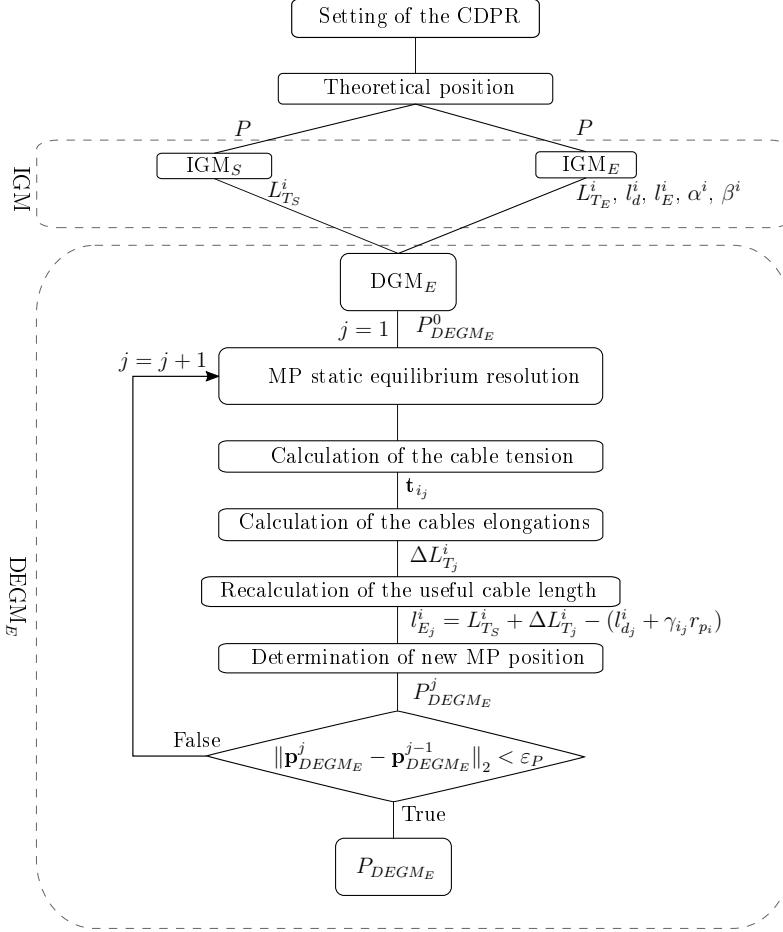 Setting of the CDPR
Theoretical position
P
P
IGM
IGM_S
IGM_E
L^i_{T_S}
L^i_{T_E}, l^i_d, l^i_E, α^i, β^i
DGM_E
j = 1
P^0_{DEGM_E}
j = j + 1
MP static equilibrium resolution
Calculation of the cable tension
t_{i_j}
Calculation of the cables elongations
ΔL^i_{T_j}
DEGM_E
Recalculation of the useful cable length
l^i_{E_j} = L^i_{T_S} + ΔL^i_{T_j} − (l^i_{d_j} + γ_{i_j} r_{p_i})
Determination of new MP position
P^j_{DEGM_E}
False
‖p^j_{DEGM_E} − p^{j−1}_{DEGM_E}‖_2 < ε_P
True
P_{DEGM_E}